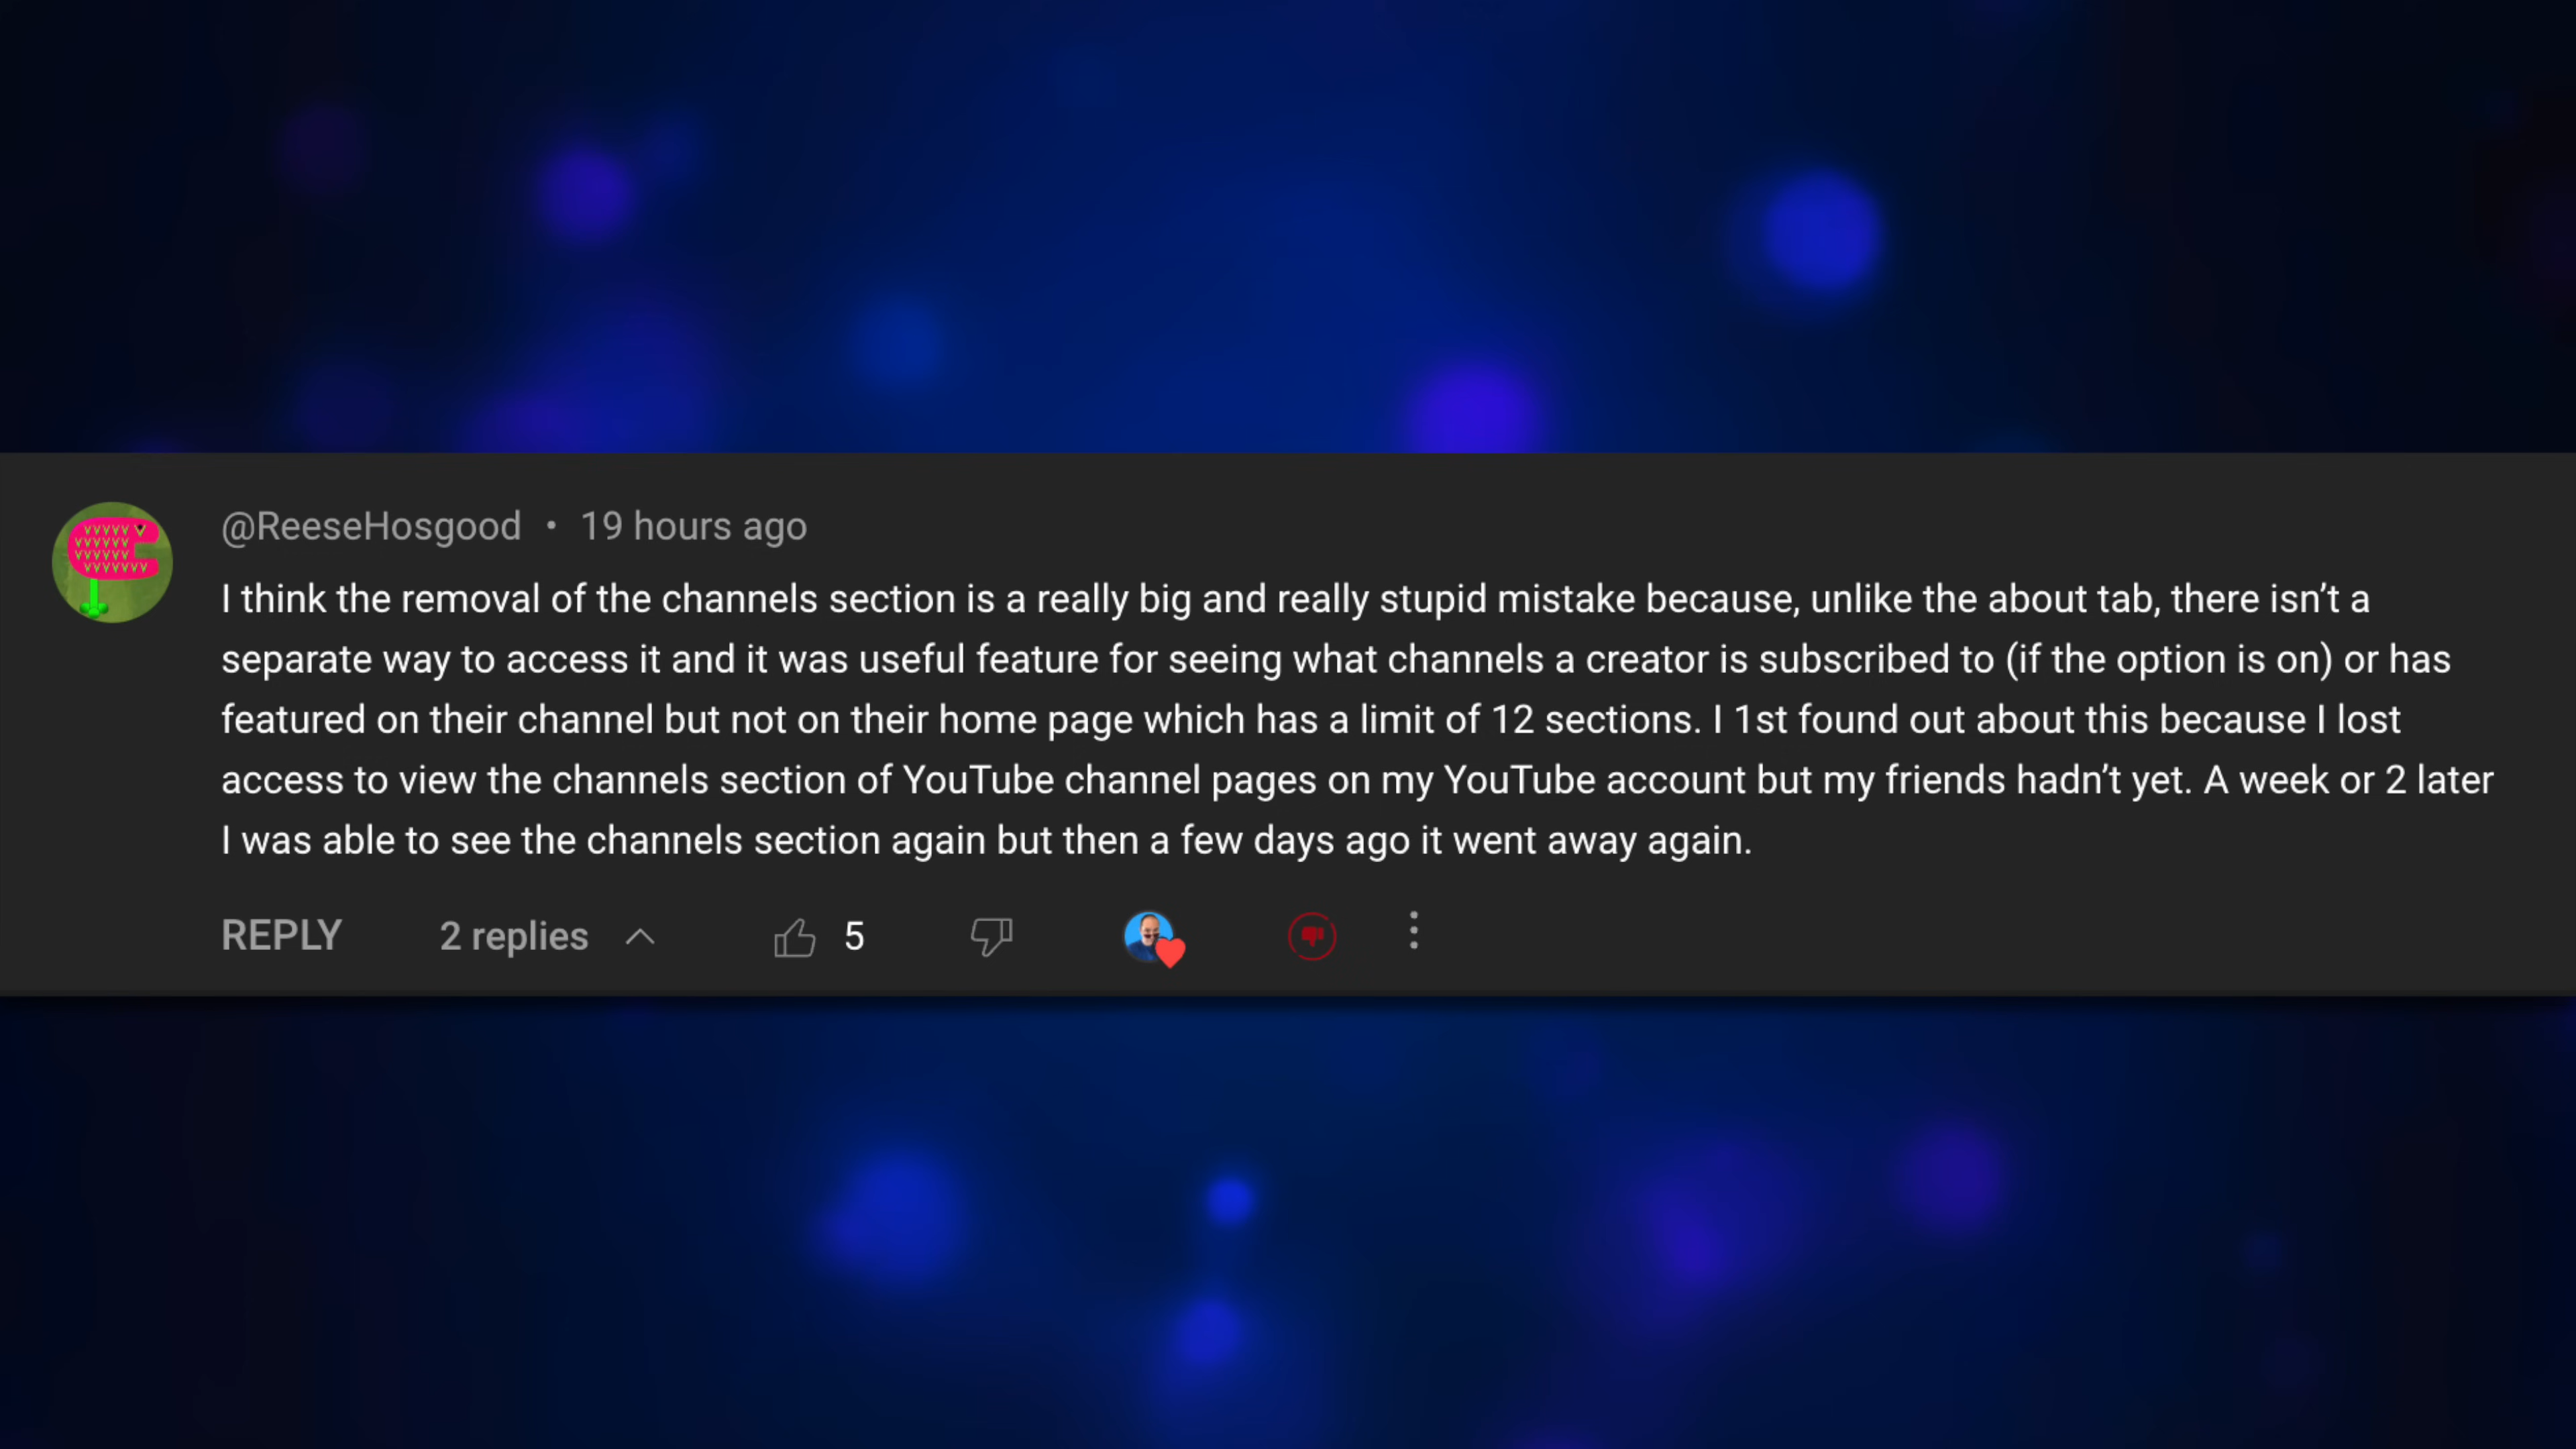 @ReeseHosgood • 19 hours ago
I think the removal of the channels section is a really big and really stupid mistake because, unlike the about tab, there isn’t a
separate way to access it and it was useful feature for seeing what channels a creator is subscribed to (if the option is on) or has
featured on their channel but not on their home page which has a limit of 12 sections. I 1st found out about this because I lost
access to view the channels section of YouTube channel pages on my YouTube account but my friends hadn’t yet. A week or 2 later
I was able to see the channels section again but then a few days ago it went away again.
REPLY 2 replies 5